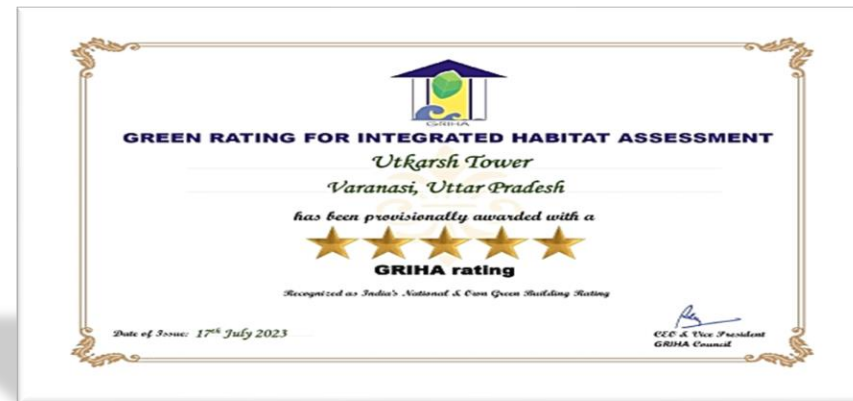 GRIHA
GREEN RATING FOR INTEGRATED HABITAT ASSESSMENT
Utkarsh Tower
Varanasi, Uttar Pradesh
has been provisionally awarded with a
GRIHA rating
Recognized as India's National & Own Green Building Rating
Date of Issue: 17th July 2023
CEO & Vice President
GRIHA Council